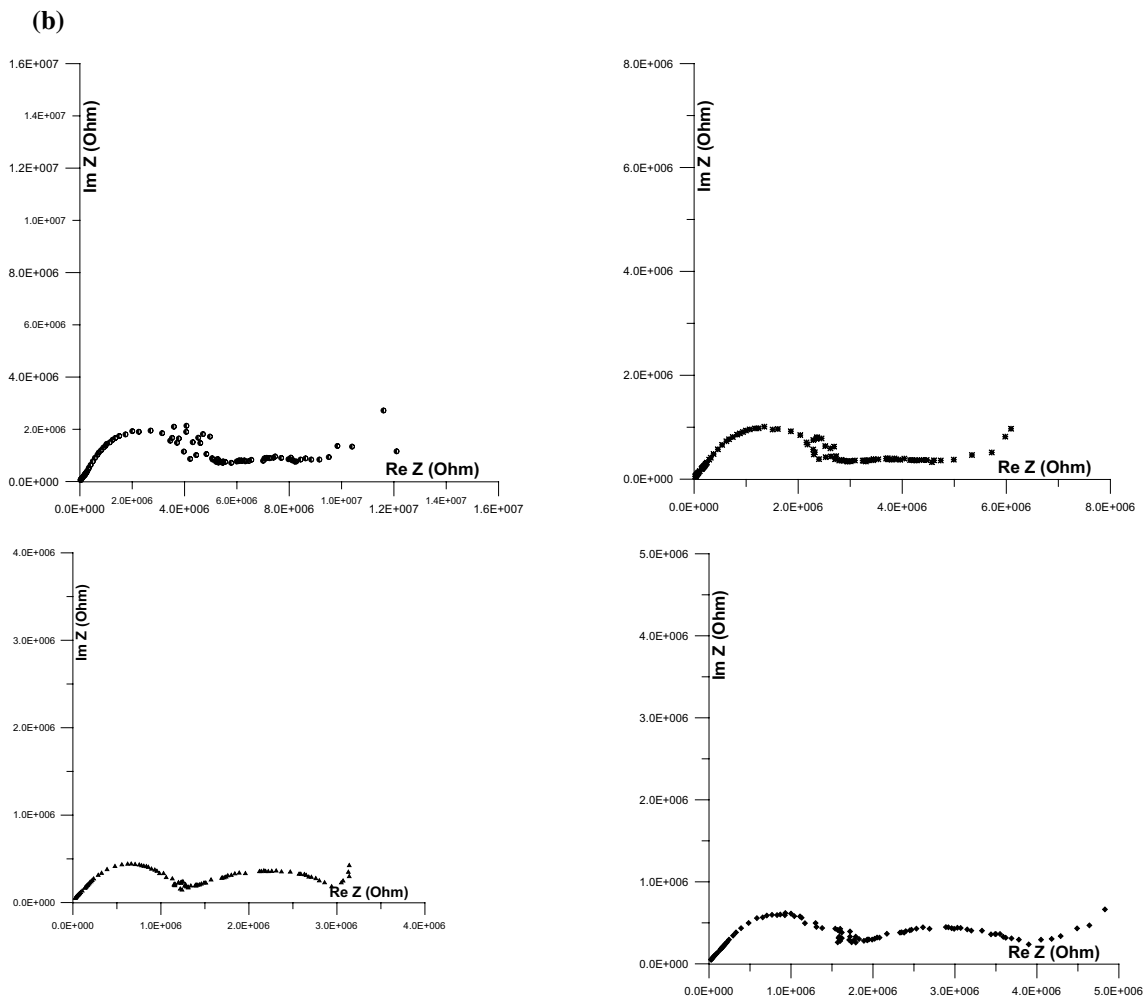 (b)
1.6E+007
1.4E+007
1.2E+007
1.0E+007
8.0E+006
6.0E+006
4.0E+006
2.0E+006
0.0E+000
Im Z (Ohm)
Re Z (Ohm)
0.0E+000 2.0E+006 4.0E+006 6.0E+006 8.0E+006 1.0E+007 1.2E+007 1.4E+007 1.6E+007
8.0E+006
6.0E+006
4.0E+006
2.0E+006
0.0E+000
Im Z (Ohm)
Re Z (Ohm)
0.0E+000 2.0E+006 4.0E+006 6.0E+006 8.0E+006
4.0E+006
3.0E+006
2.0E+006
1.0E+006
0.0E+000
Im Z (Ohm)
Re Z (Ohm)
0.0E+000 1.0E+006 2.0E+006 3.0E+006 4.0E+006
5.0E+006
4.0E+006
3.0E+006
2.0E+006
1.0E+006
0.0E+000
Im Z (Ohm)
Re Z (Ohm)
0.0E+000 1.0E+006 2.0E+006 3.0E+006 4.0E+006 5.0E+006